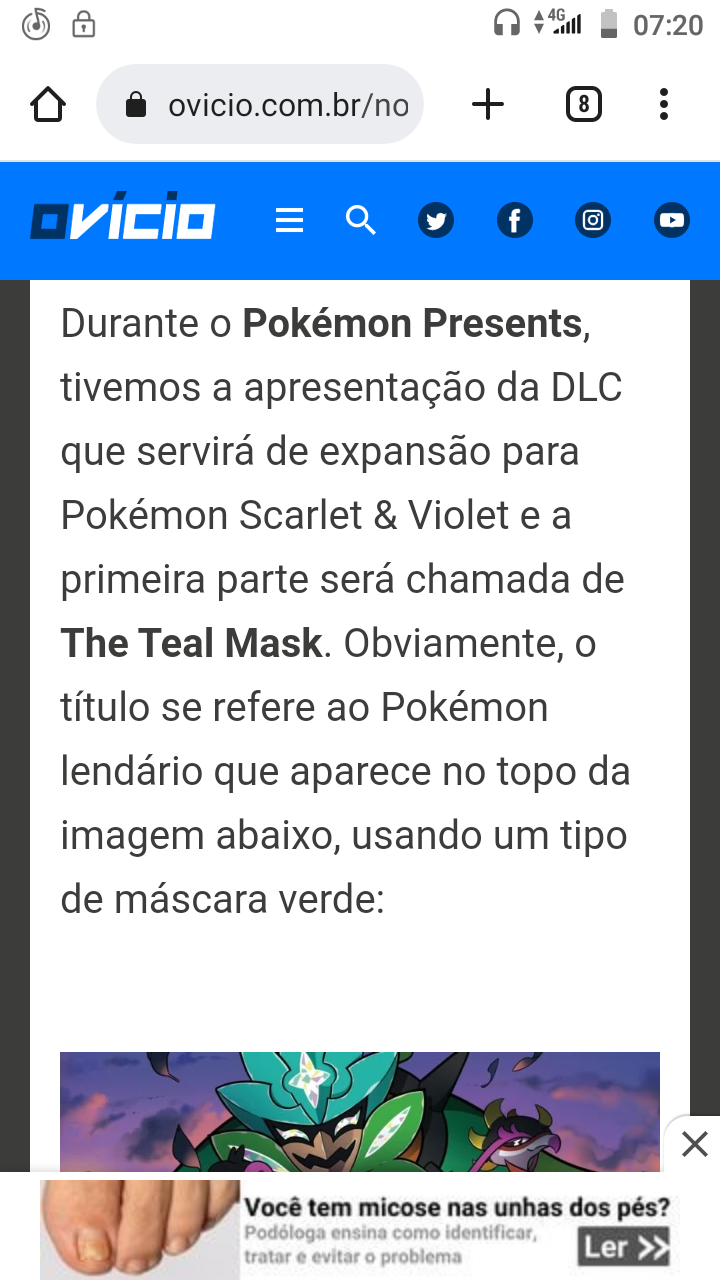 4G 07:20
ovicio.com.br/no 8
ovício
Durante o Pokémon Presents,
tivemos a apresentação da DLC
que servirá de expansão para
Pokémon Scarlet & Violet e a
primeira parte será chamada de
The Teal Mask. Obviamente, o
título se refere ao Pokémon
lendário que aparece no topo da
imagem abaixo, usando um tipo
de máscara verde:
Você tem micose nas unhas dos pés?
Podóloga ensina como identificar,
tratar e evitar o problema
Ler >>